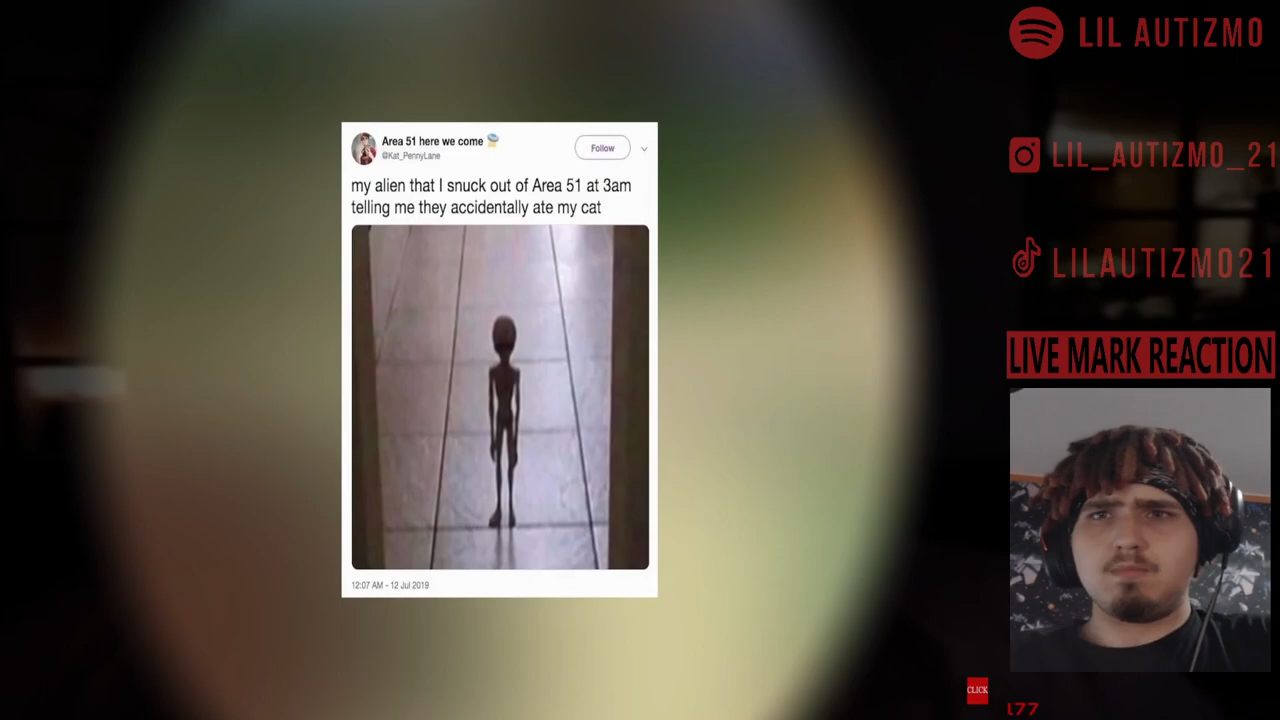 Area 51 here we come
@Kat_PennyLane
Follow
my alien that I snuck out of Area 51 at 3am
telling me they accidentally ate my cat
12:07 AM - 12 Jul 2019
LIL AUTIZMO
LIL_AUTIZMO_21
LILAUTIZMO21
LIVE MARK REACTION
CLICK